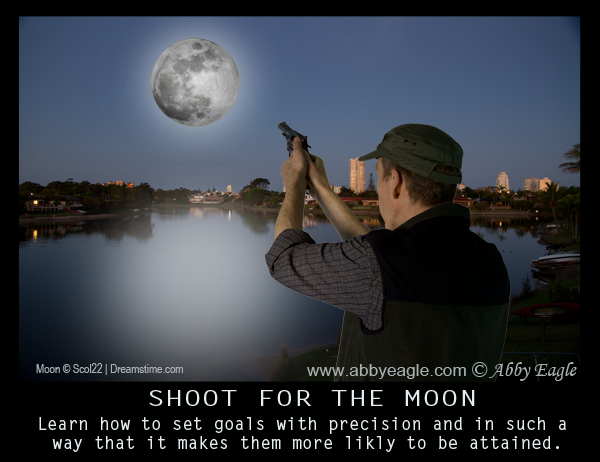 Moon © Scol22 | Dreamstime.com
www.abbyeagle.com © Abby Eagle
SHOOT FOR THE MOON
Learn how to set goals with precision and in such a
way that it makes them more likly to be attained.